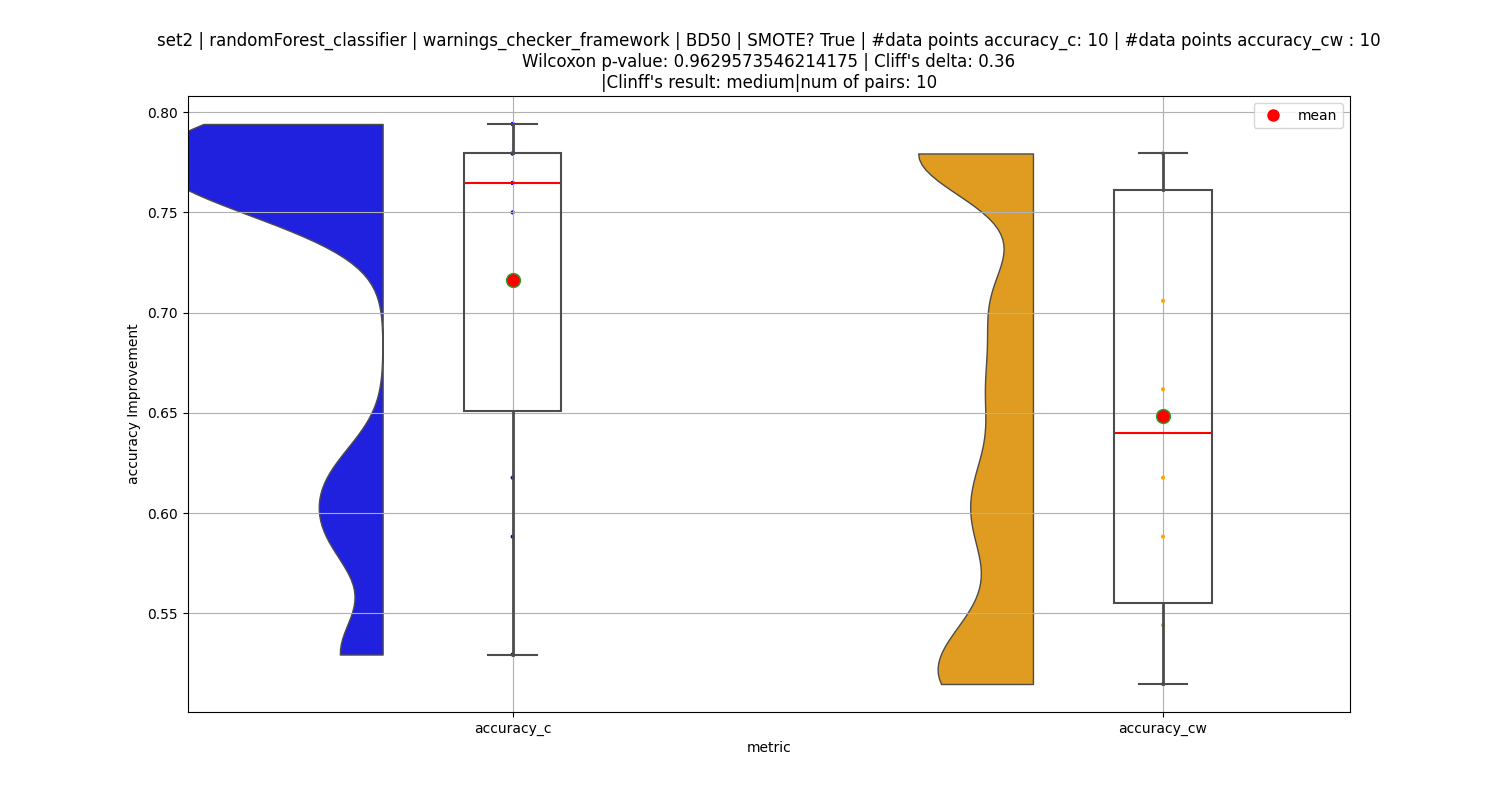 set2 | randomForest_classifier | warnings_checker_framework | BD50 | SMOTE? True | #data points accuracy_c: 10 | #data points accuracy_cw : 10
Wilcoxon p-value: 0.9629573546214175 | Cliff's delta: 0.36
|Clinff's result: medium|num of pairs: 10
mean
0.80
0.75
0.70
0.65
0.60
0.55
accuracy Improvement
accuracy_c
accuracy_cw
metric